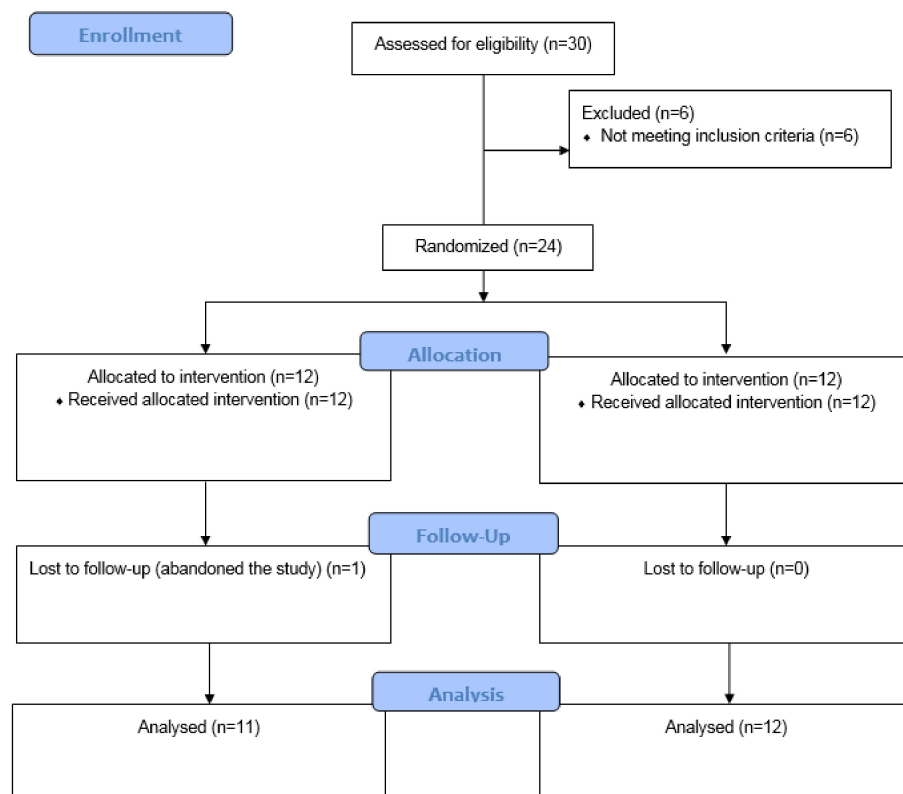 Enrollment
Assessed for eligibility (n=30)
Excluded (n=6)
⬧ Not meeting inclusion criteria (n=6)
Randomized (n=24)
Allocation
Allocated to intervention (n=12)
⬧ Received allocated intervention (n=12)
Allocated to intervention (n=12)
⬧ Received allocated intervention (n=12)
Follow-Up
Lost to follow-up (abandoned the study) (n=1)
Lost to follow-up (n=0)
Analysis
Analysed (n=11)
Analysed (n=12)